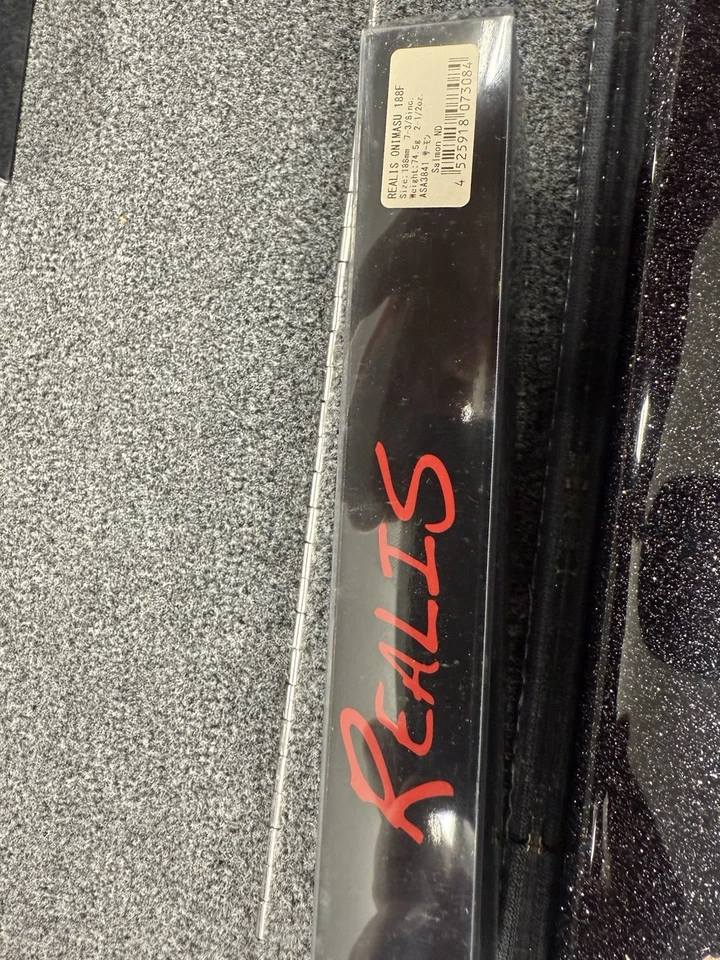 REALIS ONIMASU 188F
Size:188mm 7-3/8inc.
Weight:74.5g 2-1/2oz.
ASA3841 サーモン
Salmon ND
4 525918 073084
REALIS